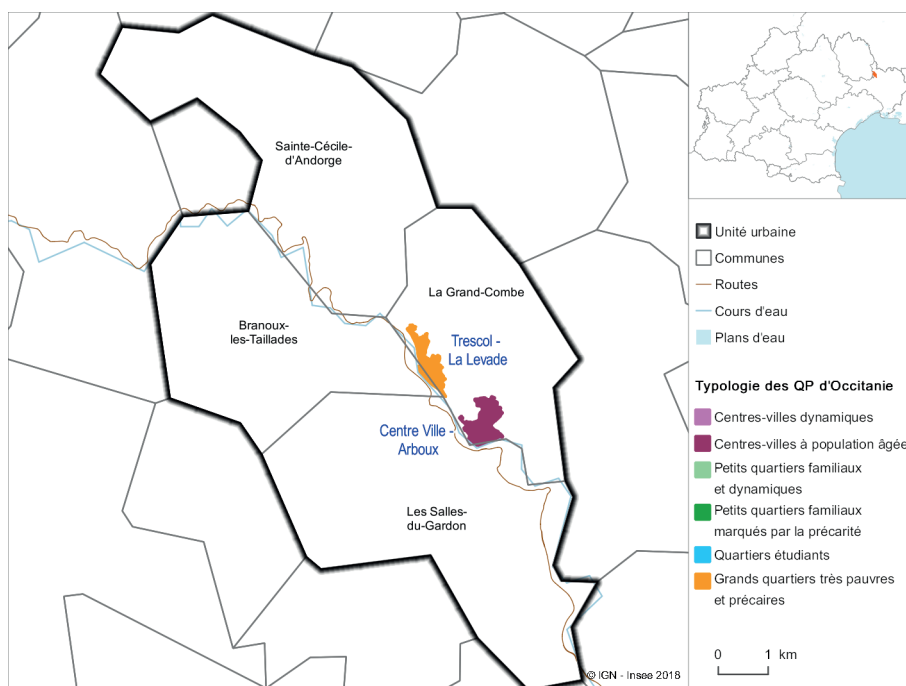 Sainte-Cécile-
d'Andorge
La Grand-Combe
Branoux-
les-Taillades
Trescol -
La Levade
Centre Ville -
Arboux
Les Salles-
du-Gardon
© IGN - Insee 2018
Unité urbaine
Communes
Routes
Cours d'eau
Plans d'eau
Typologie des QP d'Occitanie
Centres-villes dynamiques
Centres-villes à population âgée
Petits quartiers familiaux
et dynamiques
Petits quartiers familiaux
marqués par la précarité
Quartiers étudiants
Grands quartiers très pauvres
et précaires
0 1 km